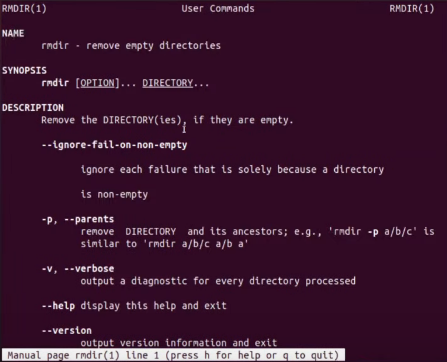 RMDIR(1) User Commands RMDIR(1)
NAME
rmdir - remove empty directories
SYNOPSIS
rmdir [OPTION]... DIRECTORY...
DESCRIPTION
Remove the DIRECTORY(ies), if they are empty.
--ignore-fail-on-non-empty
ignore each failure that is solely because a directory
is non-empty
-p, --parents
remove DIRECTORY and its ancestors; e.g., 'rmdir -p a/b/c' is
similar to 'rmdir a/b/c a/b a'
-v, --verbose
output a diagnostic for every directory processed
--help display this help and exit
--version
output version information and exit
Manual page rmdir(1) line 1 (press h for help or q to quit)